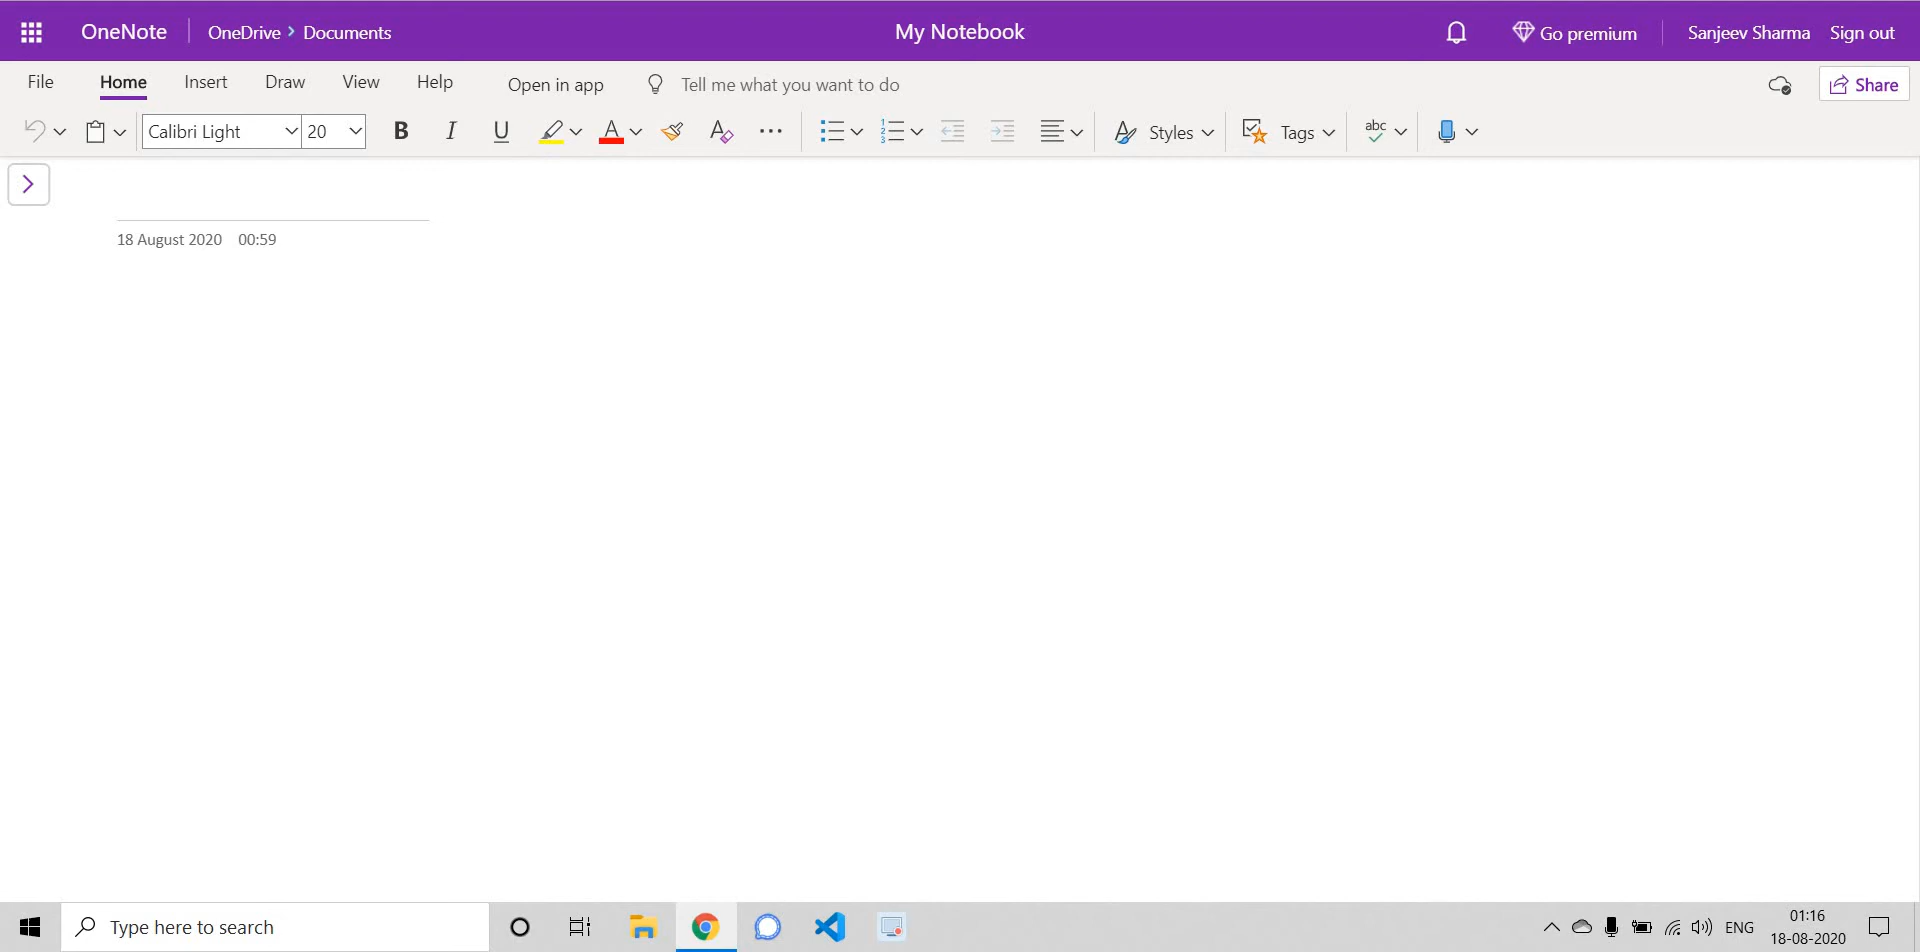 OneNote OneDrive > Documents My Notebook Go premium Sanjeev Sharma Sign out
File Home Insert Draw View Help Open in app Tell me what you want to do Share
Calibri Light 20 B I U A A Styles Tags abc
18 August 2020 00:59
Type here to search ENG 01:16
18-08-2020